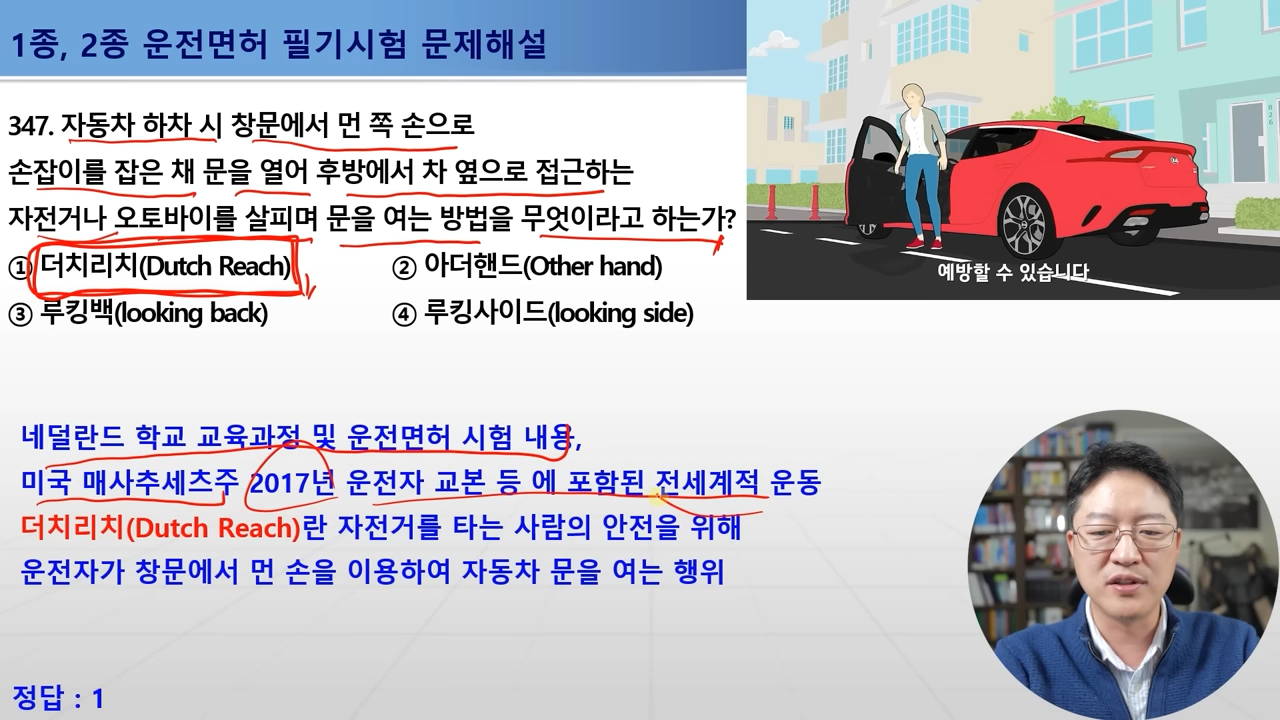 1종, 2종 운전면허 필기시험 문제해설
347. 자동차 하차 시 창문에서 먼 쪽 손으로
손잡이를 잡은 채 문을 열어 후방에서 차 옆으로 접근하는
자전거나 오토바이를 살피며 문을 여는 방법을 무엇이라고 하는가?
① 더치리치(Dutch Reach) ② 아더핸드(Other hand)
③ 루킹백(looking back) ④ 루킹사이드(looking side)
예방할 수 있습니다
네덜란드 학교 교육과정 및 운전면허 시험 내용,
미국 매사추세츠주 2017년 운전자 교본 등 에 포함된 전세계적 운동
더치리치(Dutch Reach)란 자전거를 타는 사람의 안전을 위해
운전자가 창문에서 먼 손을 이용하여 자동차 문을 여는 행위
정답 : 1